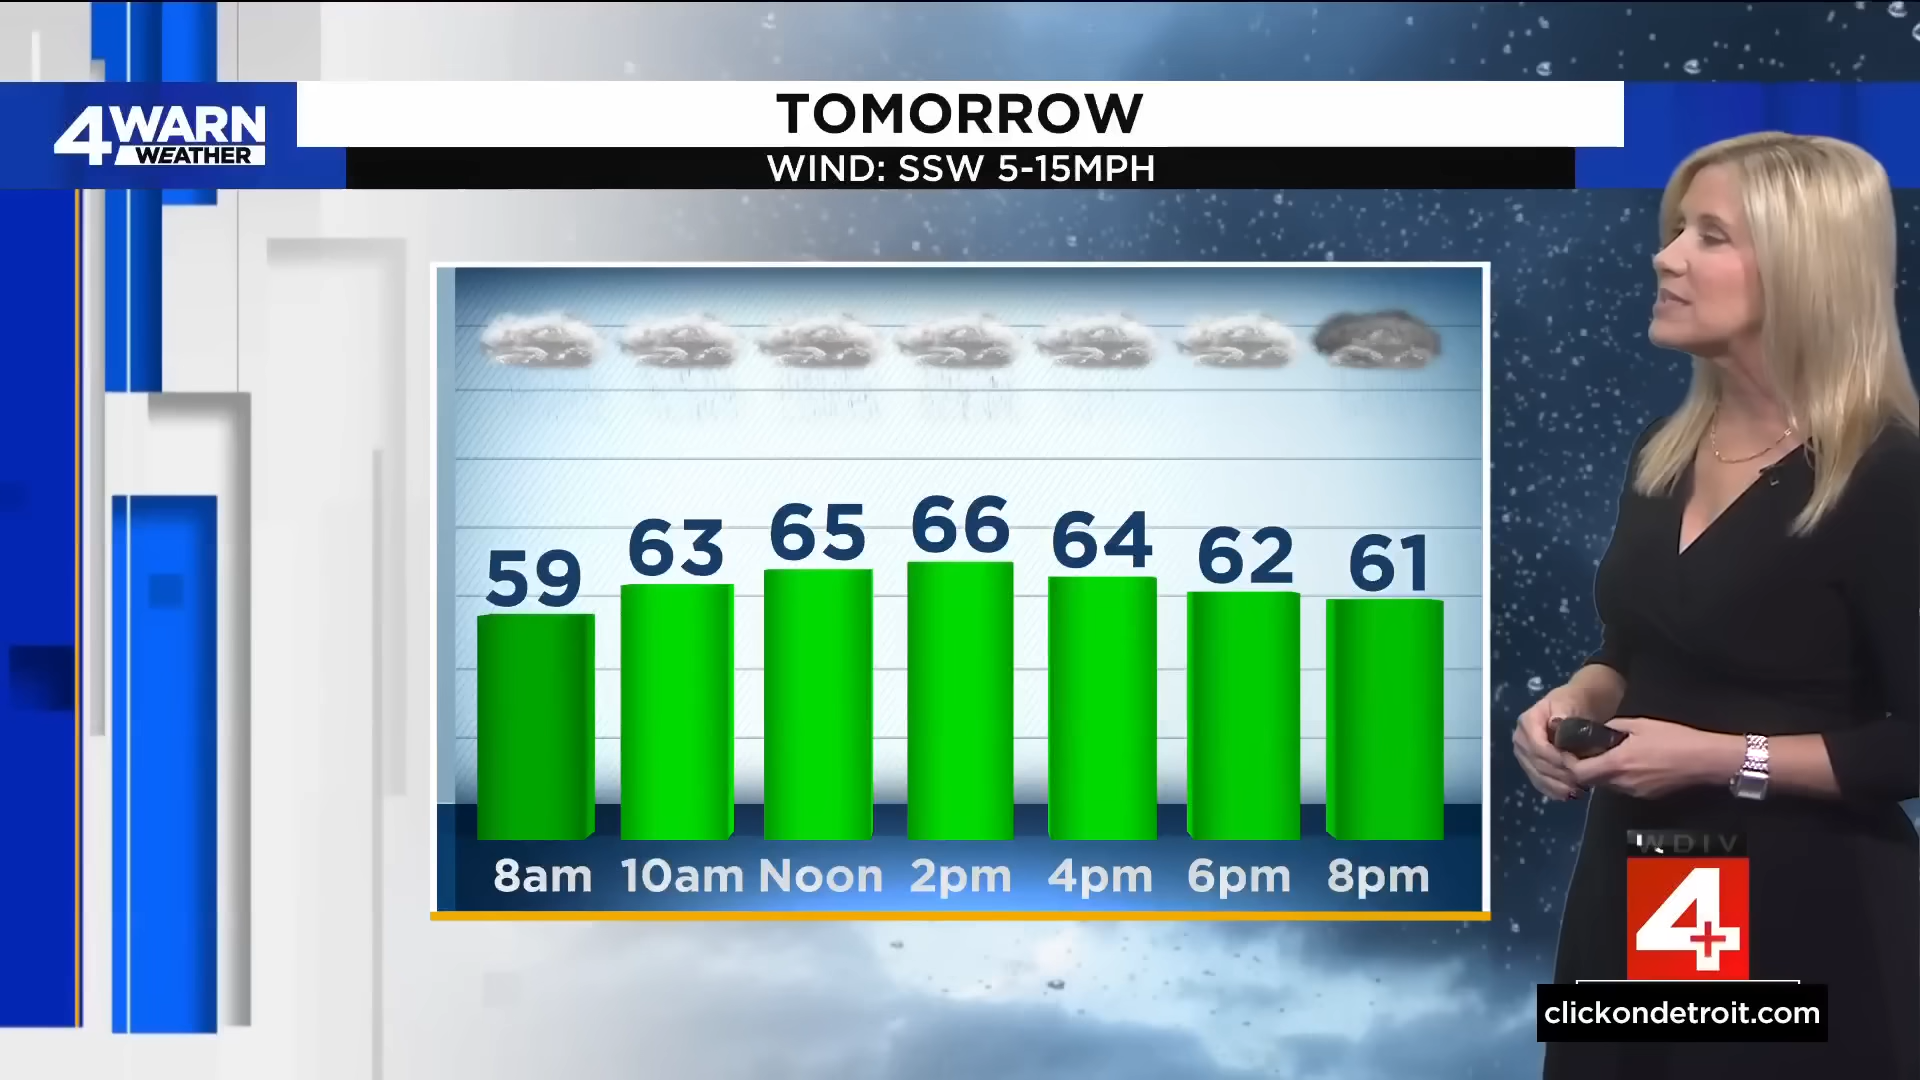 4WARN
WEATHER
TOMORROW
WIND: SSW 5-15MPH
59 63 65 66 64 62 61
8am 10am Noon 2pm 4pm 6pm 8pm
WDIV
4+
clickondetroit.com